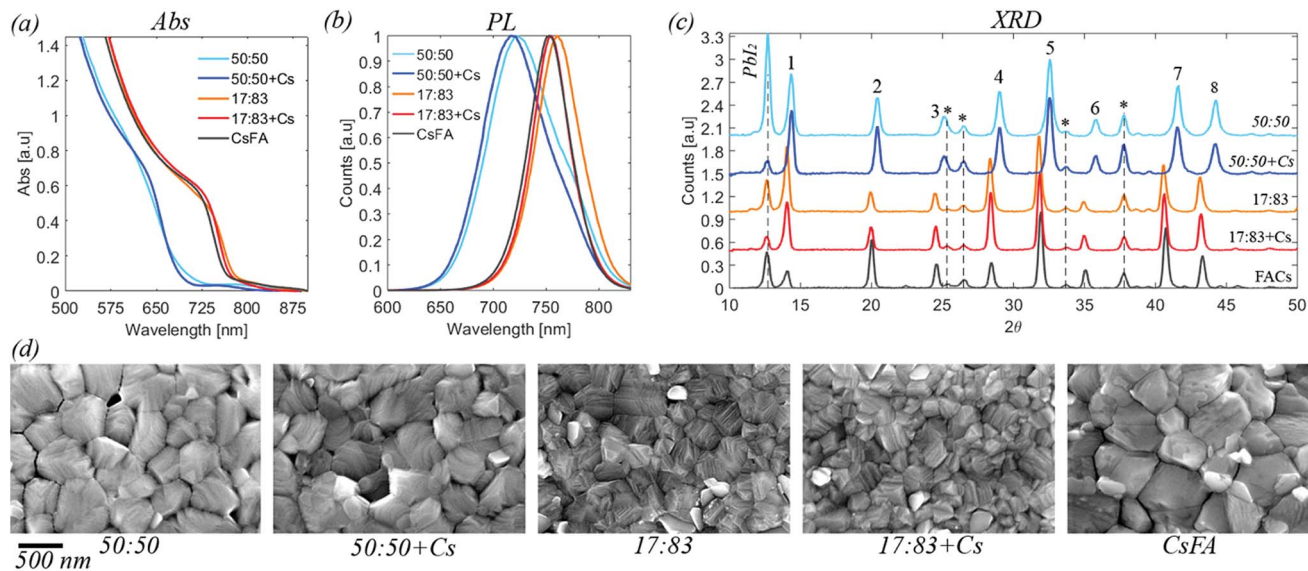 (a) Abs
Abs [a.u]
1.4
1.2
1
0.8
0.6
0.4
0.2
0
50:50
50:50+Cs
17:83
17:83+Cs
CsFA
500 575 650 725 800 875
Wavelength [nm]
(b) PL
Counts [a.u]
1
0.9
0.8
0.7
0.6
0.5
0.4
0.3
0.2
0.1
0
50:50
50:50+Cs
17:83
17:83+Cs
CsFA
600 650 700 750 800
Wavelength [nm]
(c) XRD
Counts [a.u]
3.3
3.0
2.7
2.4
2.1
1.8
1.5
1.2
0.9
0.6
0.3
0
PbI2
1 2 3 * * 4 5 * 6 * 7 8
50:50
50:50+Cs
17:83
17:83+Cs
FACs
10 15 20 25 30 35 40 45 50
2θ
(d)
500 nm
50:50
50:50+Cs
17:83
17:83+Cs
CsFA